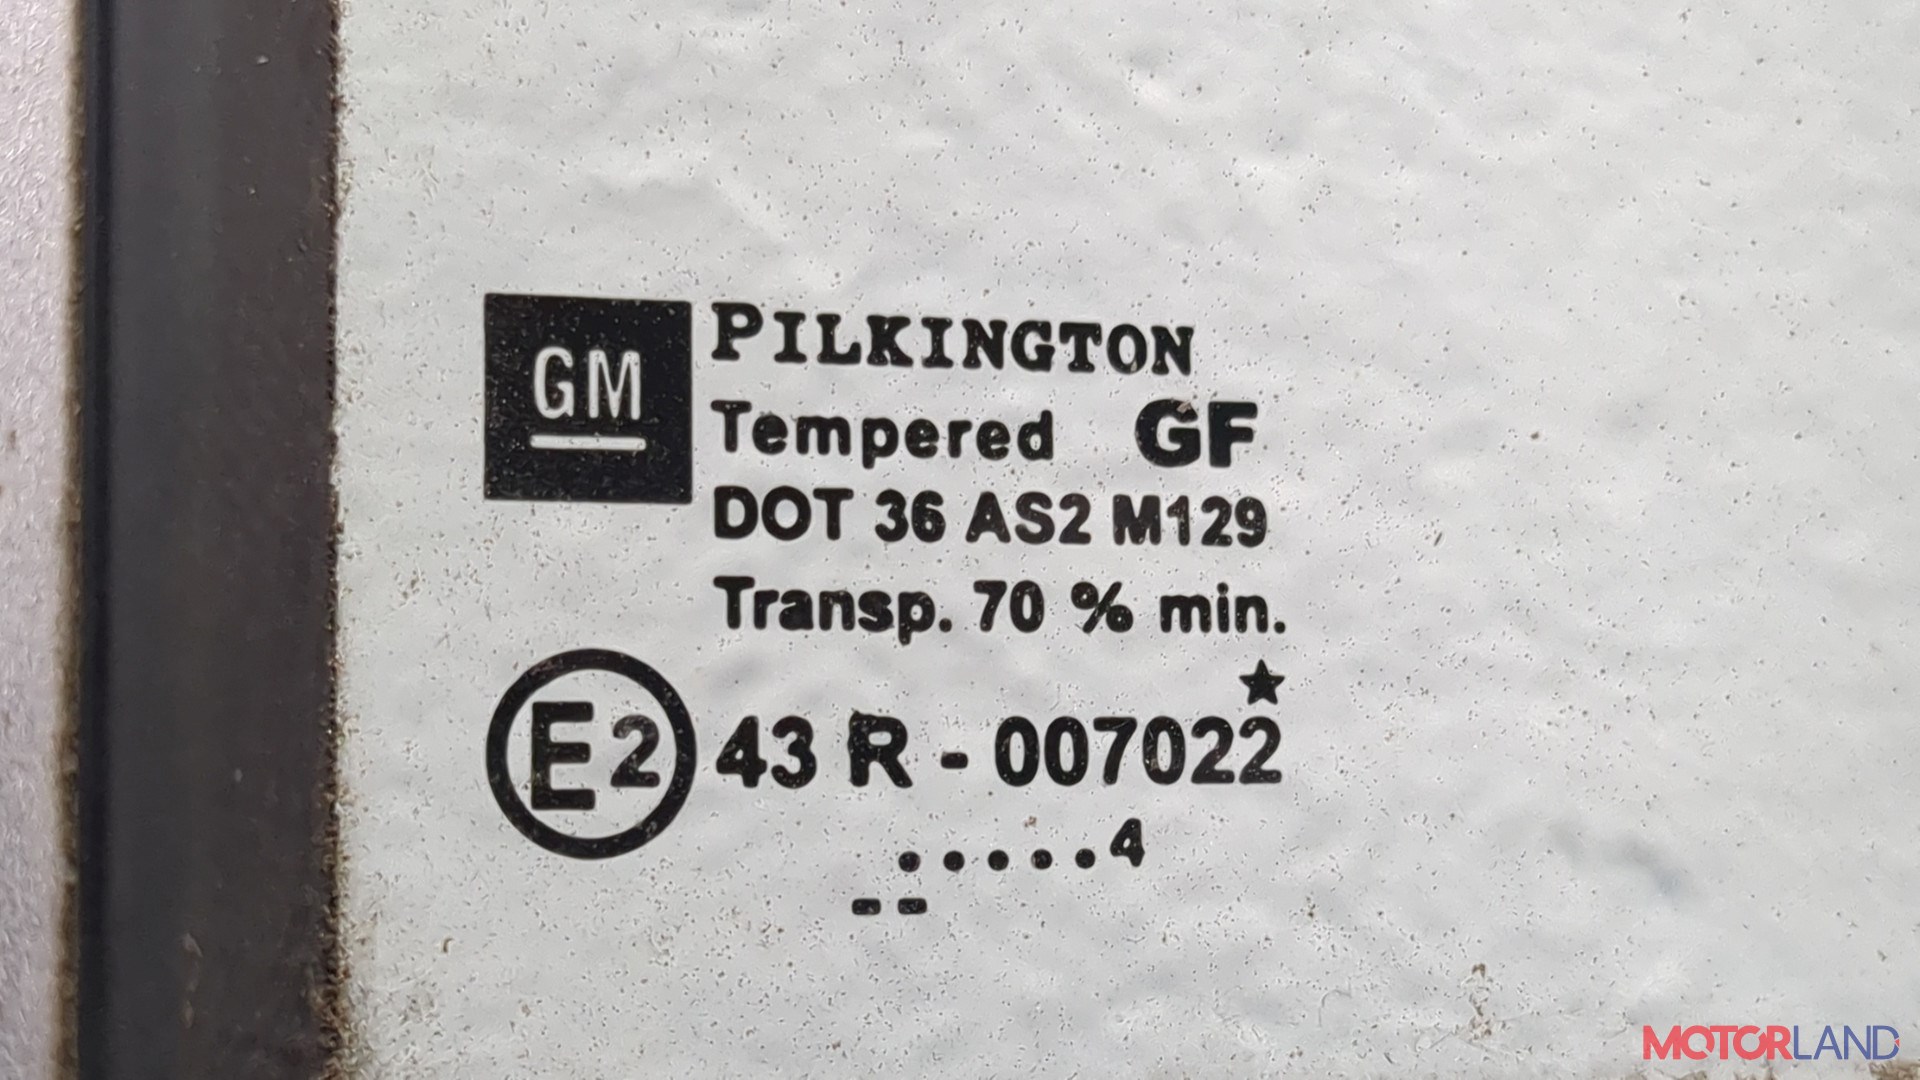 GM
PILKINGTON
Tempered GF
DOT 36 AS2 M129
Transp. 70 % min.
E2 43 R - 007022
.....4
MOTORLAND